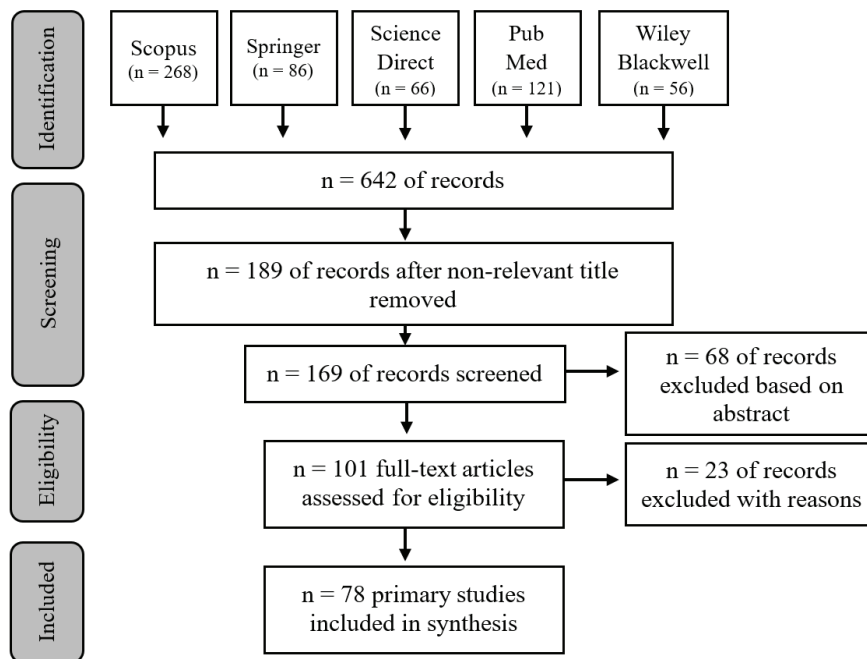 Identification
Scopus
(n = 268)
Springer
(n = 86)
Science
Direct
(n = 66)
Pub
Med
(n = 121)
Wiley
Blackwell
(n = 56)
n = 642 of records
Screening
n = 189 of records after non-relevant title
removed
n = 169 of records screened
n = 68 of records
excluded based on
abstract
Eligibility
n = 101 full-text articles
assessed for eligibility
n = 23 of records
excluded with reasons
Included
n = 78 primary studies
included in synthesis